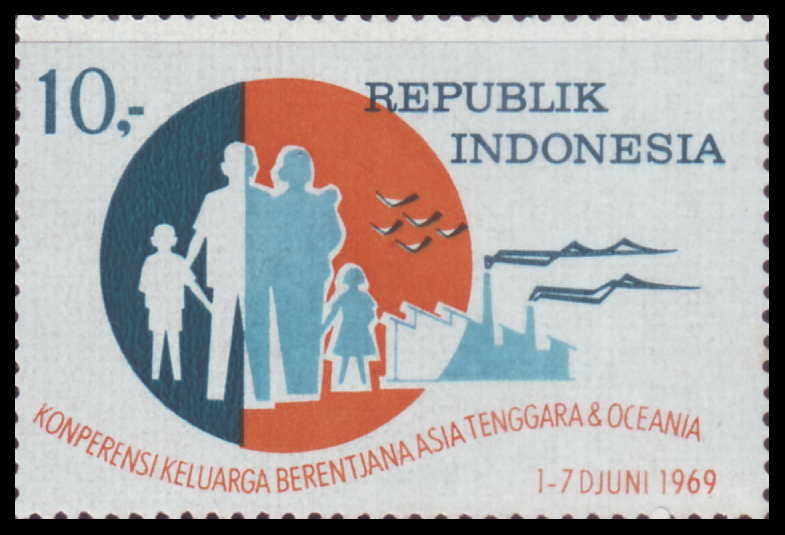 10,-
REPUBLIK
INDONESIA
KONPERENSI KELUARGA BERENTJANA ASIA TENGGARA & OCEANIA
1-7 DJUNI 1969